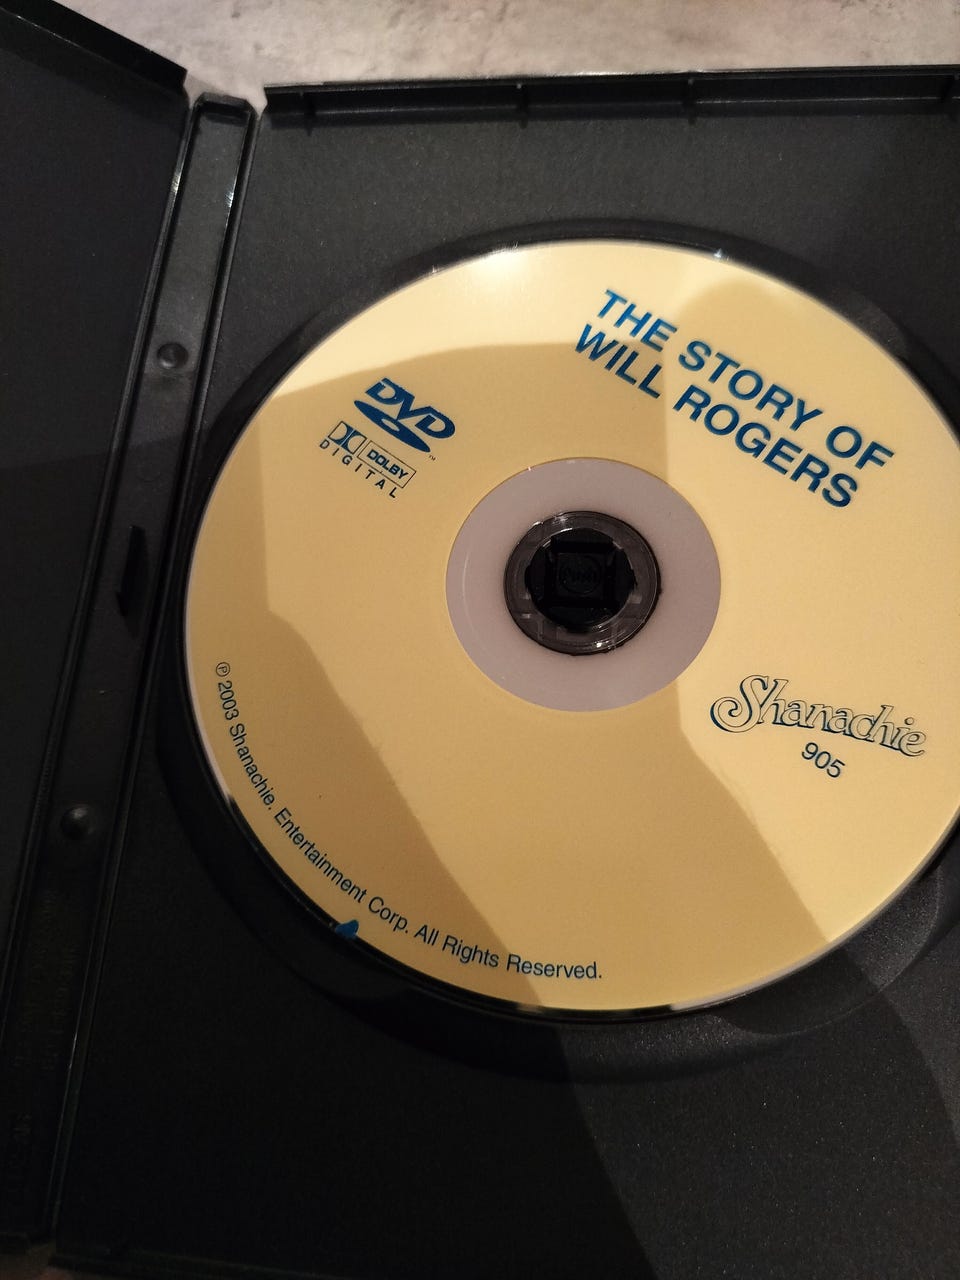 THE STORY OF
WILL ROGERS
DVD
DOLBY
DIGITAL
Shanachie
905
℗ 2003 Shanachie. Entertainment Corp. All Rights Reserved.